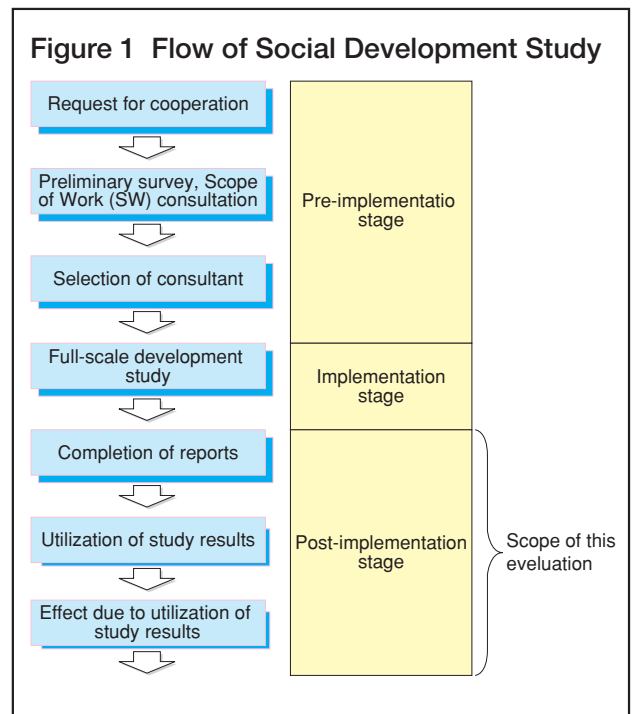 Figure 1 Flow of Social Development Study
Request for cooperation
Preliminary survey, Scope
of Work (SW) consultation
Selection of consultant
Pre-implementatio
stage
Full-scale development
study
Implementation
stage
Completion of reports
Utilization of study results
Effect due to utilization of
study results
Post-implementation
stage
Scope of this
eveluation